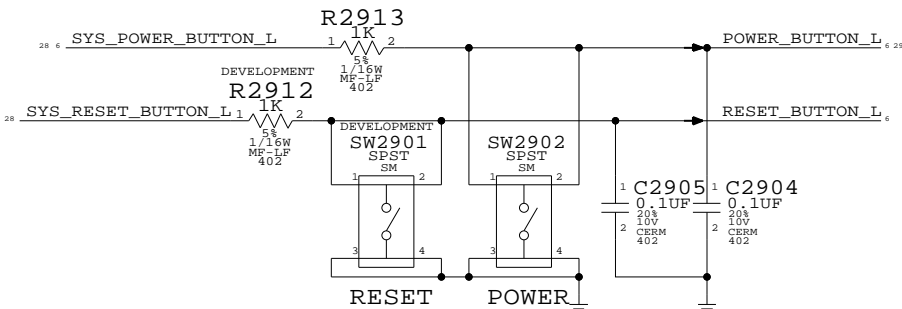 R2913
28 6 SYS_POWER_BUTTON_L 1 1K 2 POWER_BUTTON_L 6 29
5%
1/16W
MF-LF
402
DEVELOPMENT
R2912
28 SYS_RESET_BUTTON_L 1 1K 2 RESET_BUTTON_L 6
5%
1/16W
MF-LF
402
DEVELOPMENT
SW2901
SPST
SM
1 2
3 4
RESET
SW2902
SPST
SM
1 2
3 4
POWER
1 C2905
0.1UF
20%
10V
2 CERM
402
1 C2904
0.1UF
20%
10V
2 CERM
402